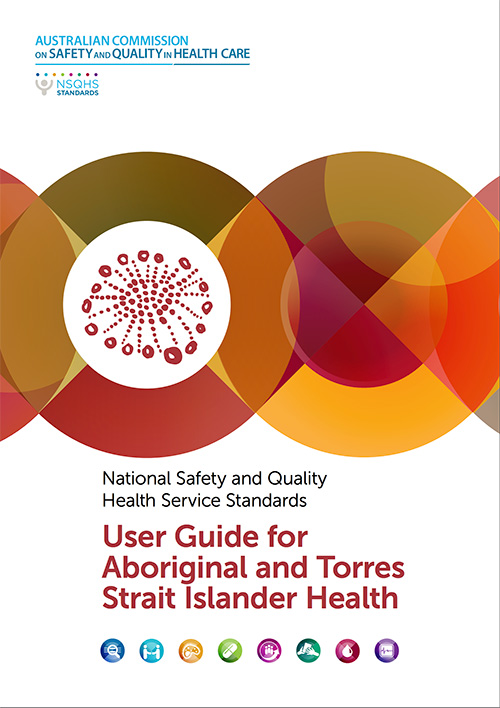 AUSTRALIAN COMMISSION
ON SAFETY AND QUALITY IN HEALTH CARE
NSQHS
STANDARDS
National Safety and Quality
Health Service Standards
User Guide for
Aboriginal and Torres
Strait Islander Health